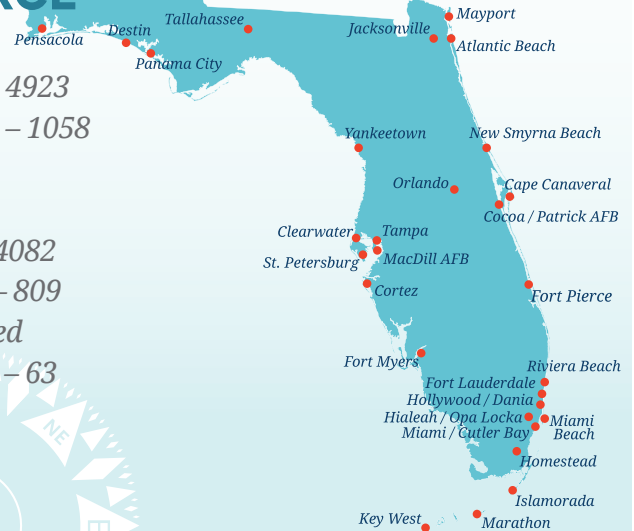 Tallahassee
Mayport
Pensacola
Destin
Jacksonville
Atlantic Beach
Panama City
4923
– 1058
Yankeetown
New Smyrna Beach
Orlando
Cape Canaveral
Cocoa / Patrick AFB
Clearwater
Tampa
4082
St. Petersburg
MacDill AFB
– 809
Cortez
Fort Pierce
Fort Myers
Riviera Beach
– 63
Fort Lauderdale
Hollywood / Dania
Hialeah / Opa Locka
Miami
Beach
Miami / Cutler Bay
NE
Homestead
Islamorada
Key West
Marathon
E